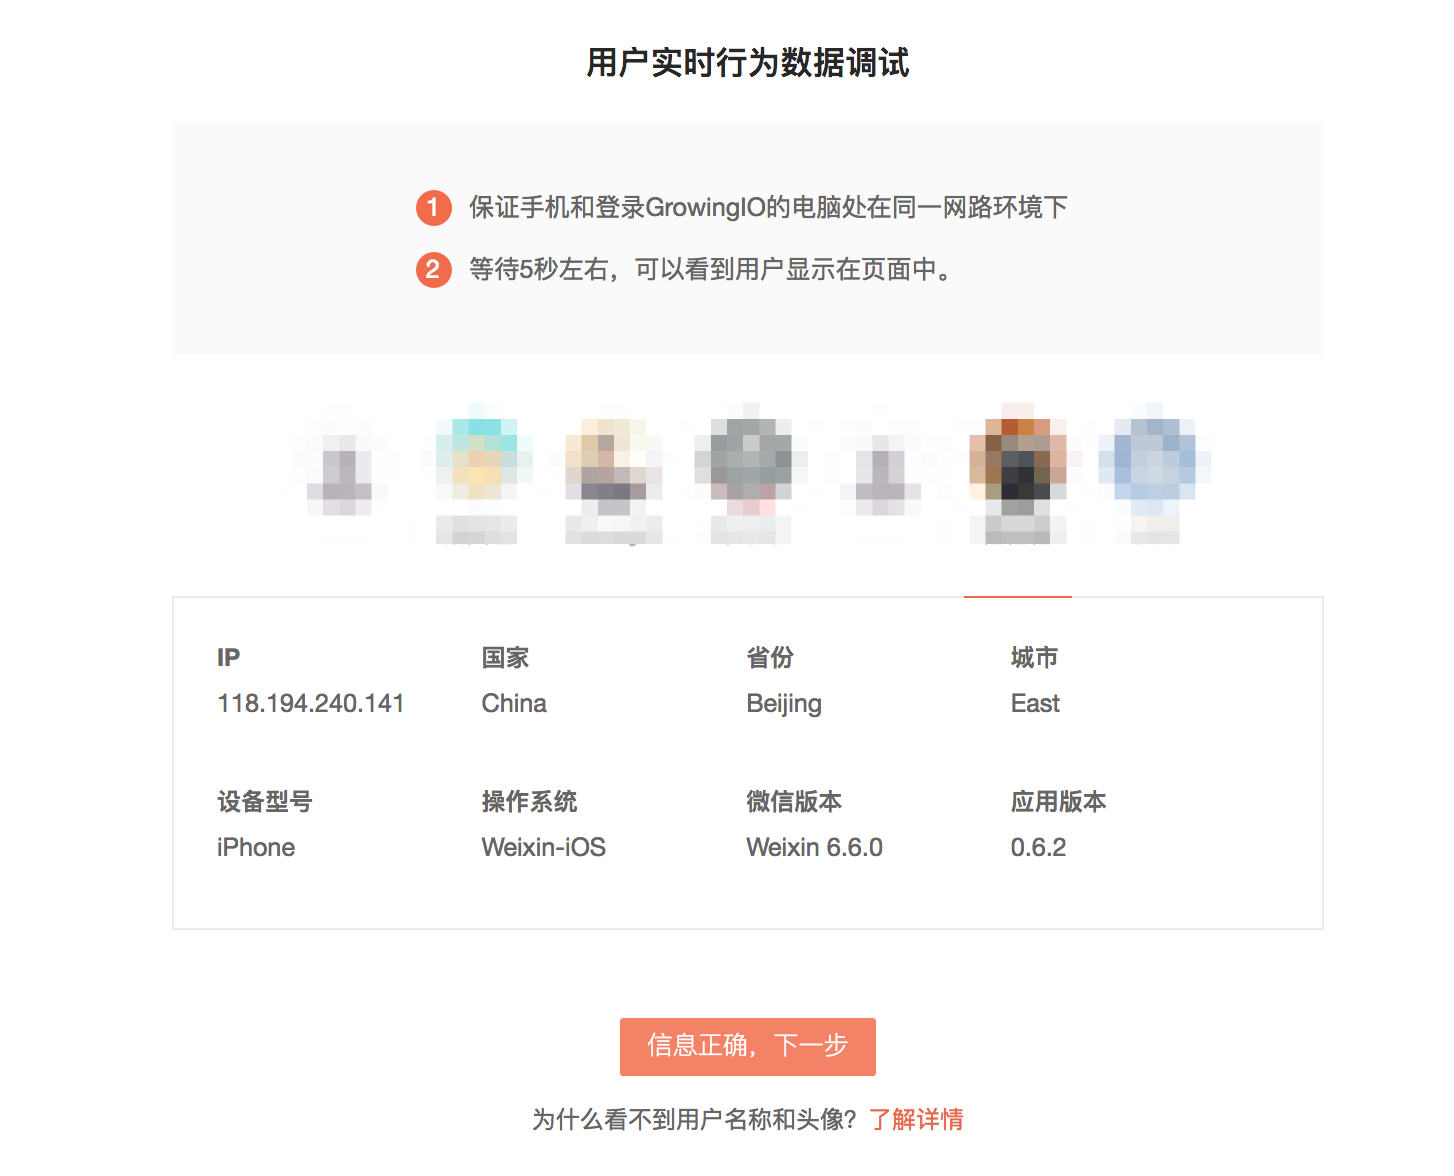 用户实时行为数据调试
1 保证手机和登录GrowingIO的电脑处在同一网路环境下
2 等待5秒左右，可以看到用户显示在页面中。
IP 国家 省份 城市
118.194.240.141 China Beijing East
设备型号 操作系统 微信版本 应用版本
iPhone Weixin-iOS Weixin 6.6.0 0.6.2
信息正确，下一步
为什么看不到用户名称和头像？了解详情